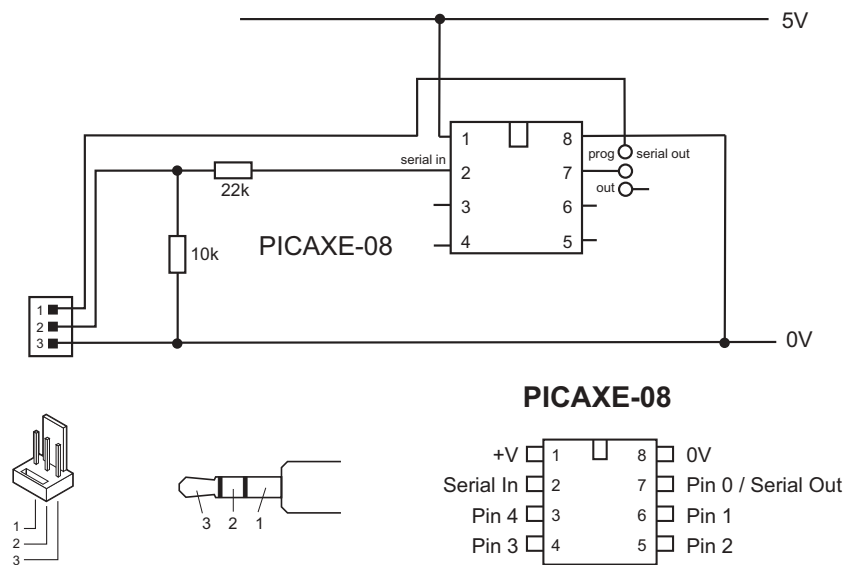 5V
1 8
serial in
prog serial out
2 7
22k
out
3 6
PICAXE-08
10k
4 5
1
2
3
0V
PICAXE-08
+V 1 8 0V
Serial In 2 7 Pin 0 / Serial Out
Pin 4 3 6 Pin 1
Pin 3 4 5 Pin 2
3 2 1
1
2
3